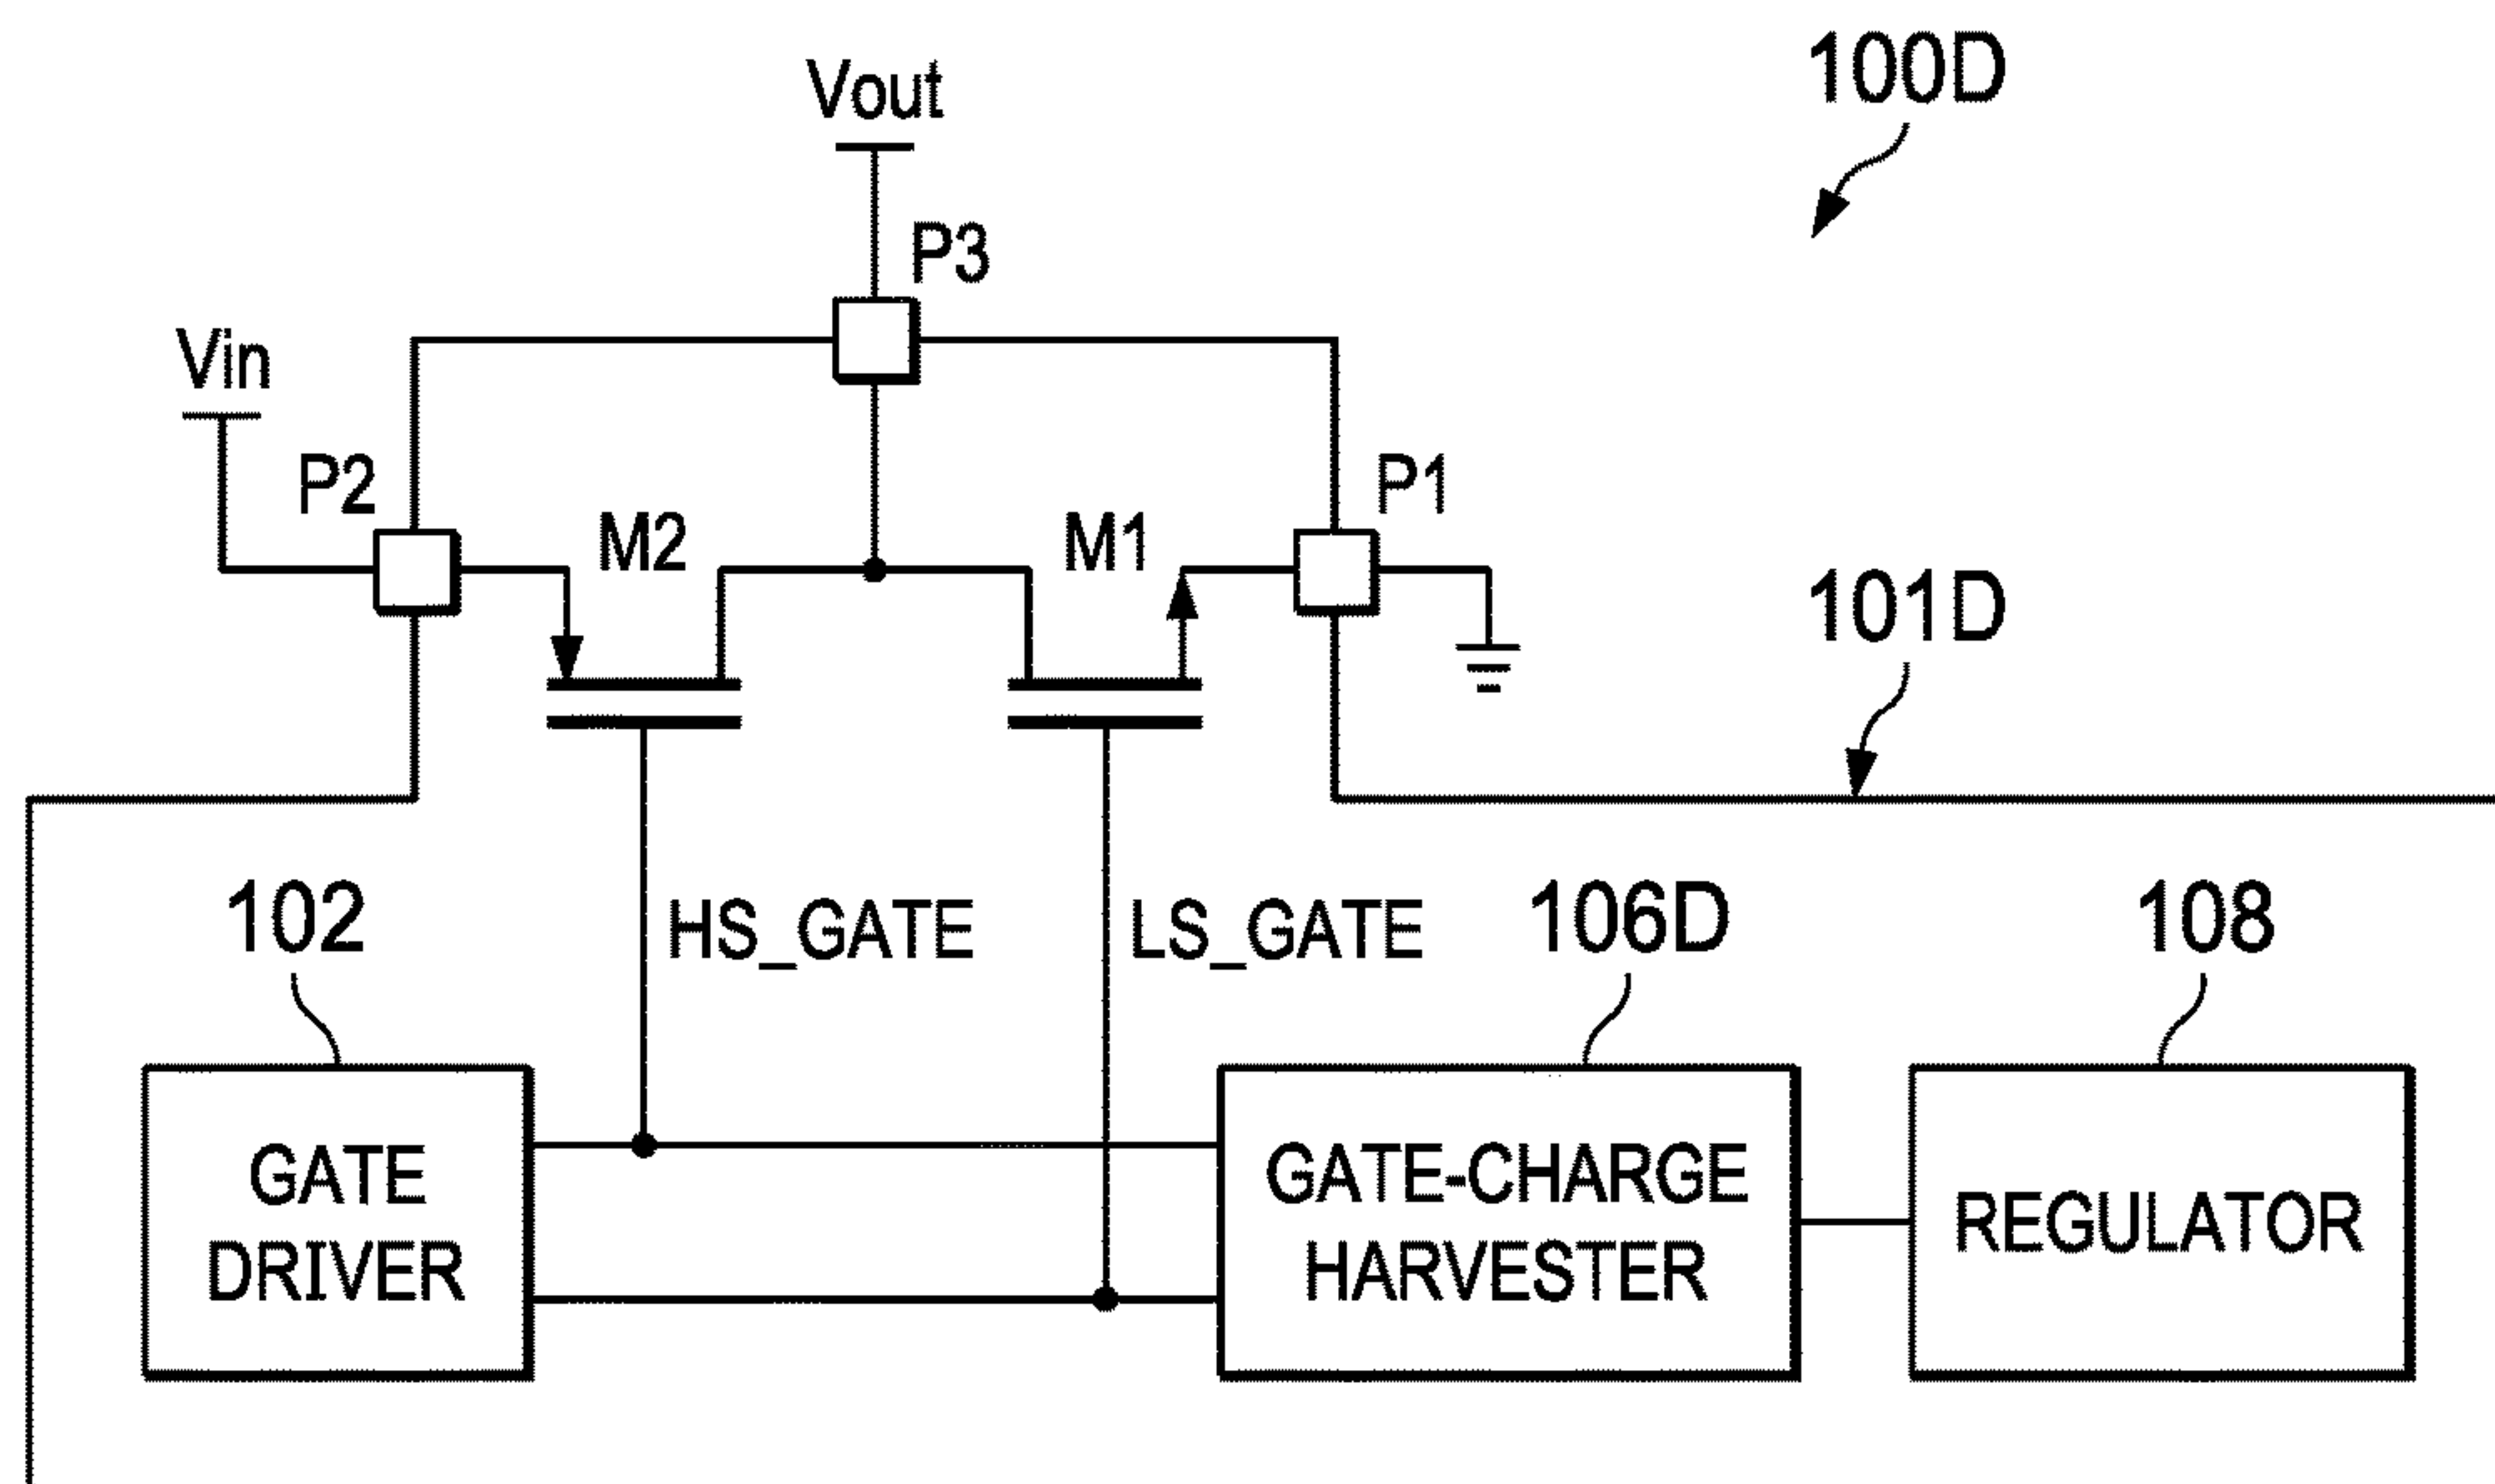 100D
Vout
P3
Vin
P2
M2
M1
P1
101D
102
HS_GATE
LS_GATE
106D
108
GATE
DRIVER
GATE-CHARGE
HARVESTER
REGULATOR